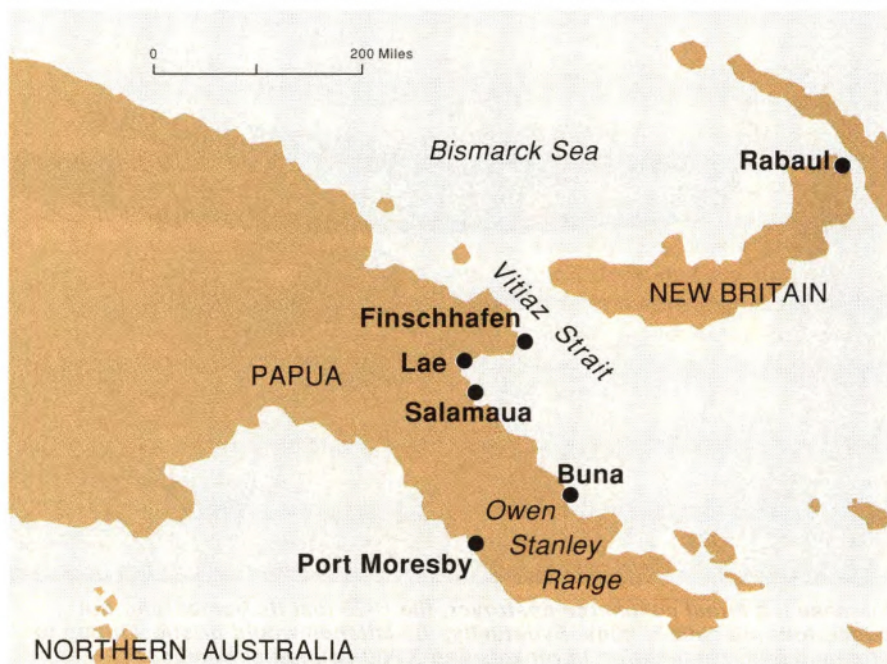 0 200 Miles
Bismarck Sea
Rabaul
Vitiaz Strait
NEW BRITAIN
Finschhafen
Lae
PAPUA
Salamaua
Buna
Owen
Stanley
Range
Port Moresby
NORTHERN AUSTRALIA